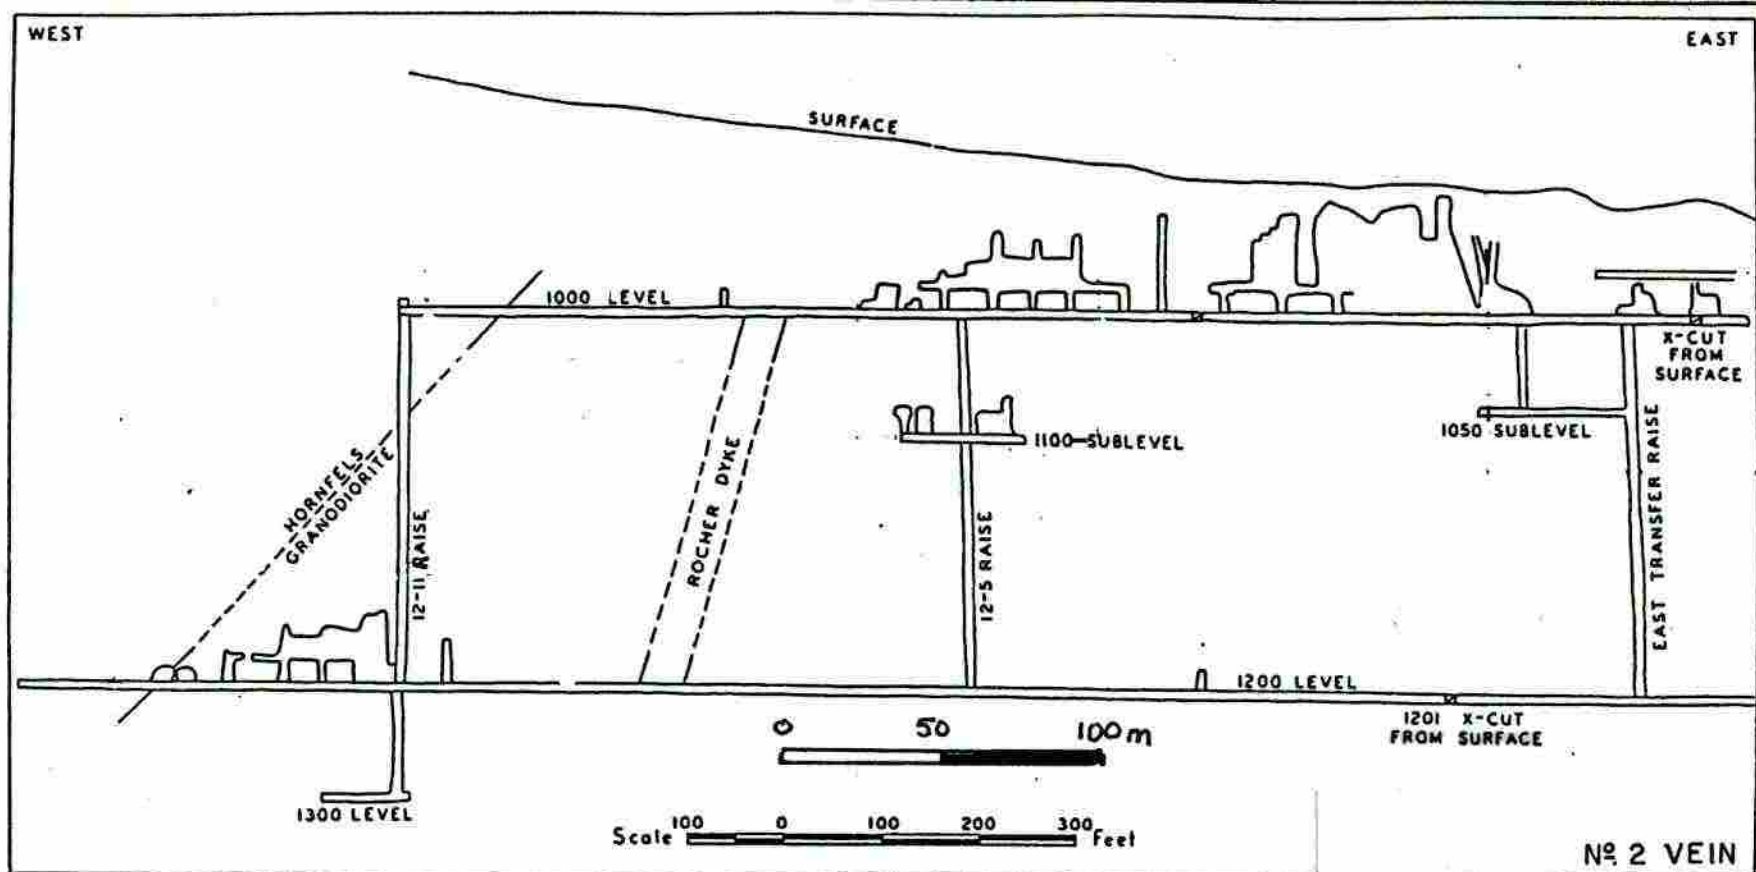 WEST
EAST
SURFACE
1000 LEVEL
X-CUT
FROM
SURFACE
1100-SUBLEVEL
1050 SUBLEVEL
HORNFELS
GRANODIORITE
12-11 RAISE
ROCHER DYKE
12-5 RAISE
EAST TRANSFER RAISE
1200 LEVEL
1201 X-CUT
FROM SURFACE
0 50 100 m
1300 LEVEL
Scale 100 0 100 200 300 Feet
Nº. 2 VEIN